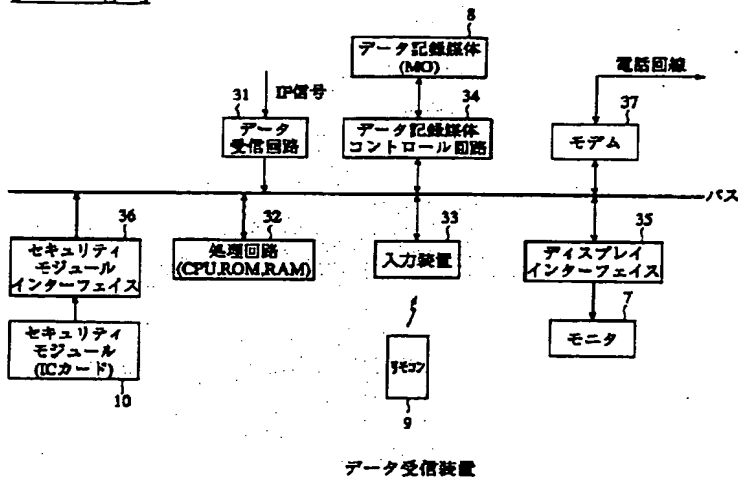 8
データ記録媒体
(MO)
電話回線
IP信号
31
34
37
データ
受信回路
データ記録媒体
コントロール回路
モデム
バス
36
32
33
35
セキュリティ
モジュール
インターフェイス
処理回路
(CPU,ROM,RAM)
入力装置
ディスプレイ
インターフェイス
7
セキュリティ
モジュール
(ICカード)
リモコン
モニタ
10
9
データ受信装置